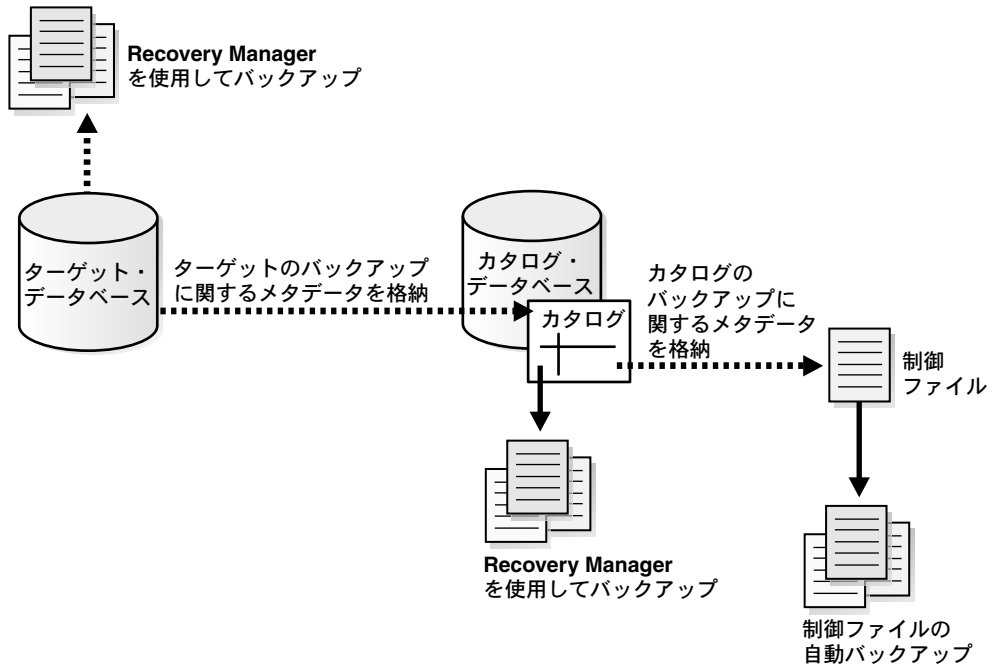 Recovery Manager
を使用してバックアップ
ターゲット・
データベース
ターゲットのバックアップ
に関するメタデータを格納
カタログ・
データベース
カタログ
カタログの
バックアップに
関するメタデータ
を格納
制御
ファイル
Recovery Manager
を使用してバックアップ
制御ファイルの
自動バックアップ